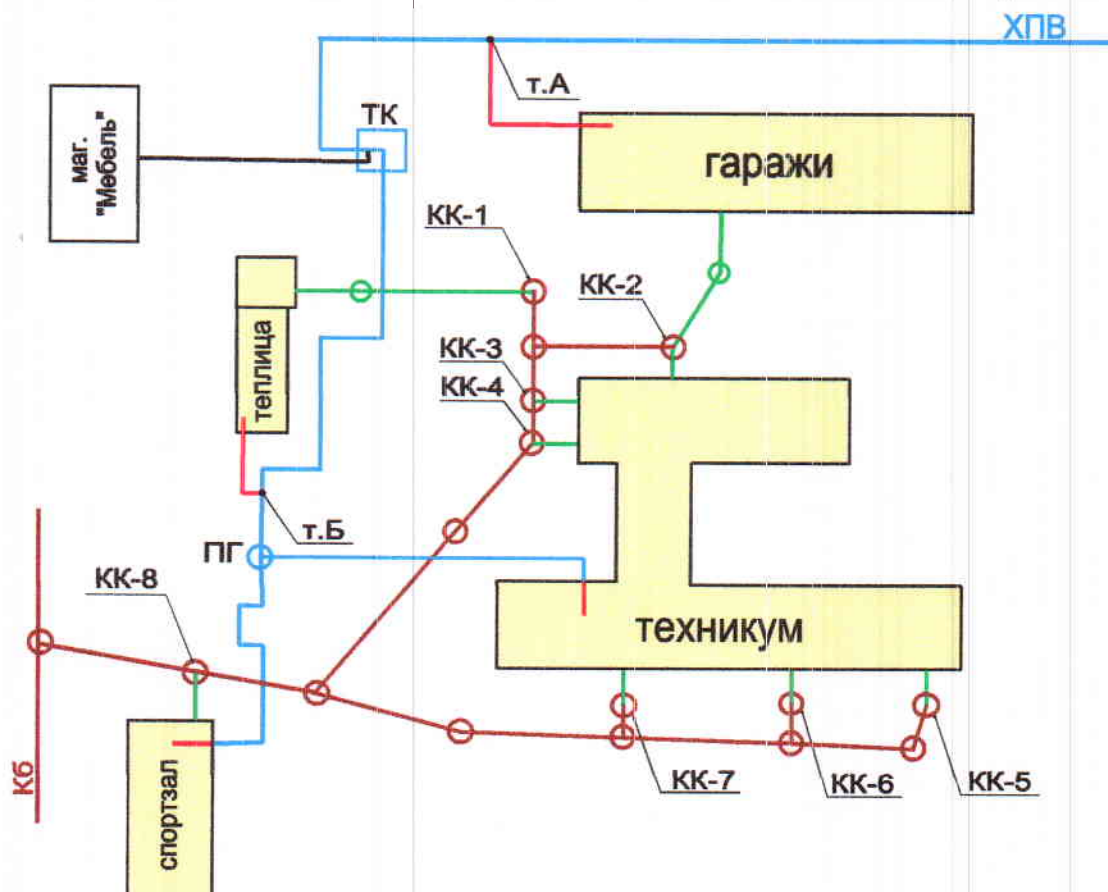 ХПВ
т.А
ТК
маг.
"Мебель"
гаражи
КК-1
КК-2
теплица
КК-3
КК-4
т.Б
ПГ
КК-8
техникум
Кб
спортзал
КК-7
КК-6
КК-5